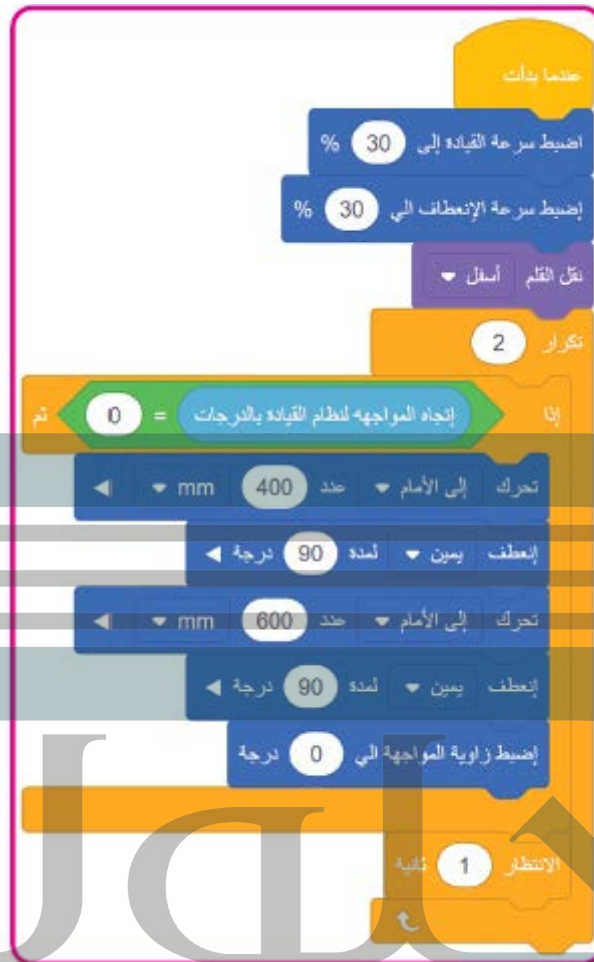 عندما بدأت
اضبط سرعة القيادة إلى 30 %
إضبط سرعة الإنعطاف الي 30 %
نقل القلم أسفل
تكرار 2
إذا إتجاه المواجهه لنظام القيادة بالدرجات = 0 ثم
تحرك إلى الأمام عدد 400 mm
إنعطف يمين لمدة 90 درجة
تحرك إلى الأمام عدد 600 mm
إنعطف يمين لمدة 90 درجة
إضبط زاوية المواجهة الي 0 درجة
الانتظار 1 ثانية